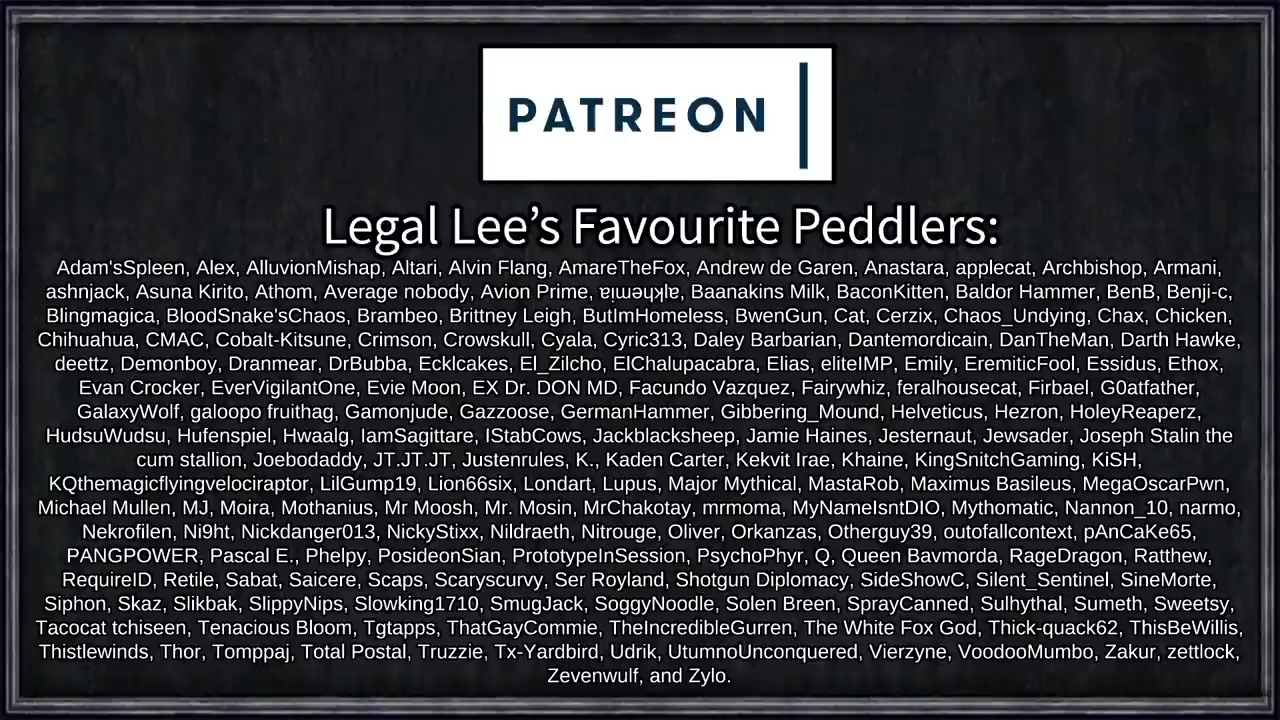 PATREON
Legal Lee’s Favourite Peddlers:
Adam'sSpleen, Alex, AlluvionMishap, Altari, Alvin Flang, AmareTheFox, Andrew de Garen, Anastara, applecat, Archbishop, Armani,
ashnjack, Asuna Kirito, Athom, Average nobody, Avion Prime, ɐᴉɯǝɥʞlɐ, Baanakins Milk, BaconKitten, Baldor Hammer, BenB, Benji-c,
Blingmagica, BloodSnake'sChaos, Brambeo, Brittney Leigh, ButImHomeless, BwenGun, Cat, Cerzix, Chaos_Undying, Chax, Chicken,
Chihuahua, CMAC, Cobalt-Kitsune, Crimson, Crowskull, Cyala, Cyric313, Daley Barbarian, Dantemordicain, DanTheMan, Darth Hawke,
deettz, Demonboy, Dranmear, DrBubba, Ecklcakes, El_Zilcho, ElChalupacabra, Elias, eliteIMP, Emily, EremiticFool, Essidus, Ethox,
Evan Crocker, EverVigilantOne, Evie Moon, EX Dr. DON MD, Facundo Vazquez, Fairywhiz, feralhousecat, Firbael, G0atfather,
GalaxyWolf, galoopo fruithag, Gamonjude, Gazzoose, GermanHammer, Gibbering_Mound, Helveticus, Hezron, HoleyReaperz,
HudsuWudsu, Hufenspiel, Hwaalg, IamSagittare, IStabCows, Jackblacksheep, Jamie Haines, Jesternaut, Jewsader, Joseph Stalin the
cum stallion, Joebodaddy, JT.JT.JT, Justenrules, K., Kaden Carter, Kekvit Irae, Khaine, KingSnitchGaming, KiSH,
KQthemagicflyingvelociraptor, LilGump19, Lion66six, Londart, Lupus, Major Mythical, MastaRob, Maximus Basileus, MegaOscarPwn,
Michael Mullen, MJ, Moira, Mothanius, Mr Moosh, Mr. Mosin, MrChakotay, mrmoma, MyNameIsntDIO, Mythomatic, Nannon_10, narmo,
Nekrofilen, Ni9ht, Nickdanger013, NickyStixx, Nildraeth, Nitrouge, Oliver, Orkanzas, Otherguy39, outofallcontext, pAnCaKe65,
PANGPOWER, Pascal E., Phelpy, PosideonSian, PrototypeInSession, PsychoPhyr, Q, Queen Bavmorda, RageDragon, Ratthew,
RequireID, Retile, Sabat, Saicere, Scaps, Scaryscurvy, Ser Royland, Shotgun Diplomacy, SideShowC, Silent_Sentinel, SineMorte,
Siphon, Skaz, Slikbak, SlippyNips, Slowking1710, SmugJack, SoggyNoodle, Solen Breen, SprayCanned, Sulhythal, Sumeth, Sweetsy,
Tacocat tchiseen, Tenacious Bloom, Tgtapps, ThatGayCommie, TheIncredibleGurren, The White Fox God, Thick-quack62, ThisBeWillis,
Thistlewinds, Thor, Tomppaj, Total Postal, Truzzie, Tx-Yardbird, Udrik, UtumnoUnconquered, Vierzyne, VoodooMumbo, Zakur, zettlock,
Zevenwulf, and Zylo.